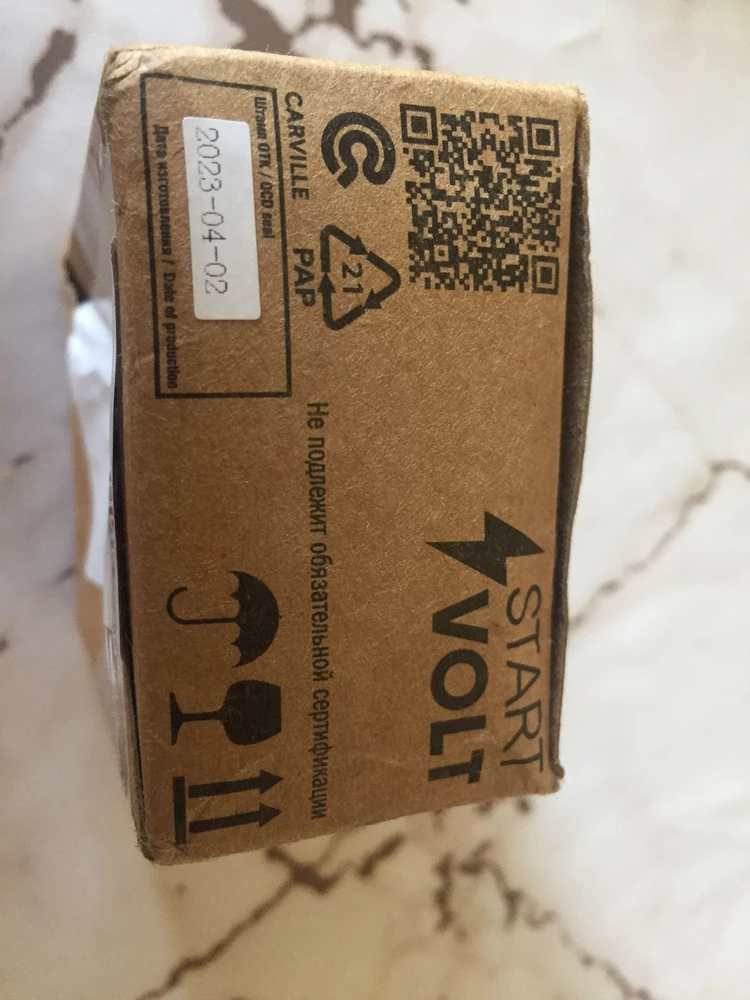 START
VOLT
CARVILLE
21
PAP
Штамп ОТК / QCD seal
2023-04-02
Дата изготовления / Date of production
Не подлежит обязательной сертификации